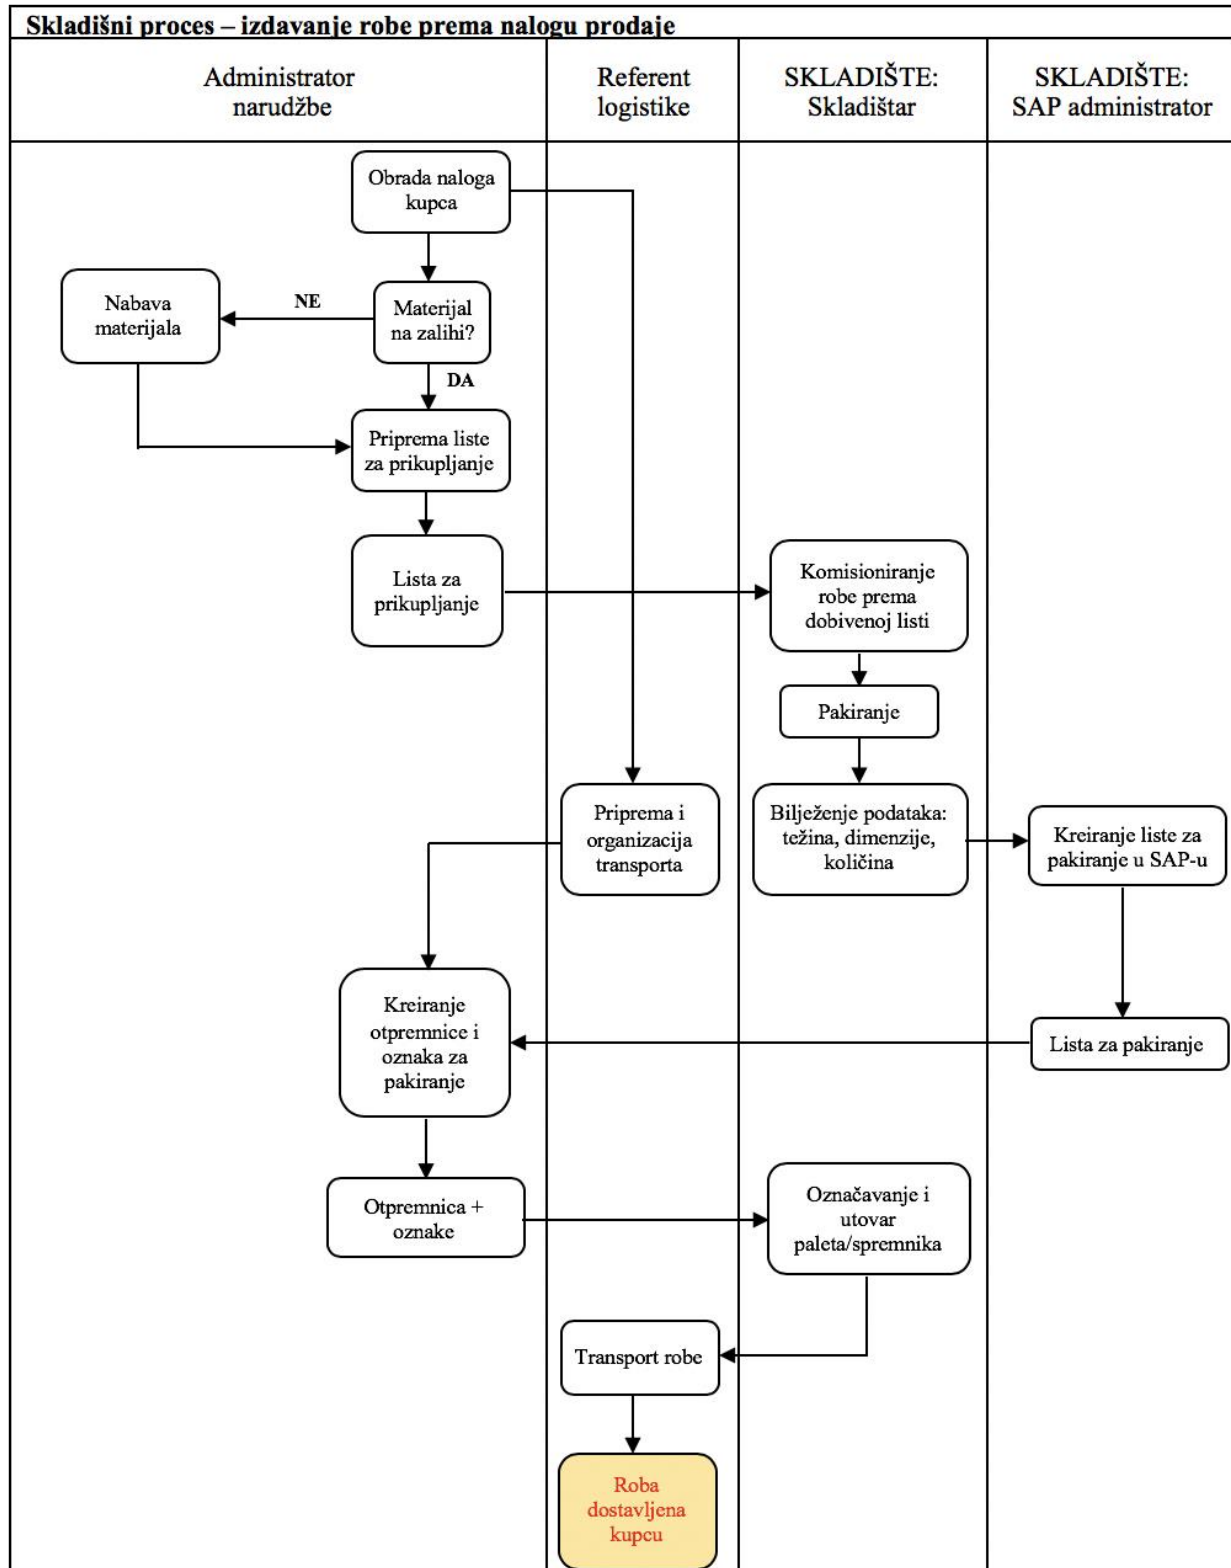 Skladišni proces – izdavanje robe prema nalogu prodaje
Administrator
narudžbe
Referent
logistike
SKLADIŠTE:
Skladištar
SKLADIŠTE:
SAP administrator
Obrada naloga
kupca
Nabava
materijala
NE
Materijal
na zalihi?
DA
Priprema liste
za prikupljanje
Lista za
prikupljanje
Komisioniranje
robe prema
dobivenoj listi
Pakiranje
Priprema i
organizacija
transporta
Bilježenje podataka:
težina, dimenzije,
količina
Kreiranje liste za
pakiranje u SAP-u
Kreiranje
otpremnice i
oznaka za
pakiranje
Lista za pakiranje
Otpremnica +
oznake
Označavanje i
utovar
paleta/spremnika
Transport robe
Roba
dostavljena
kupcu